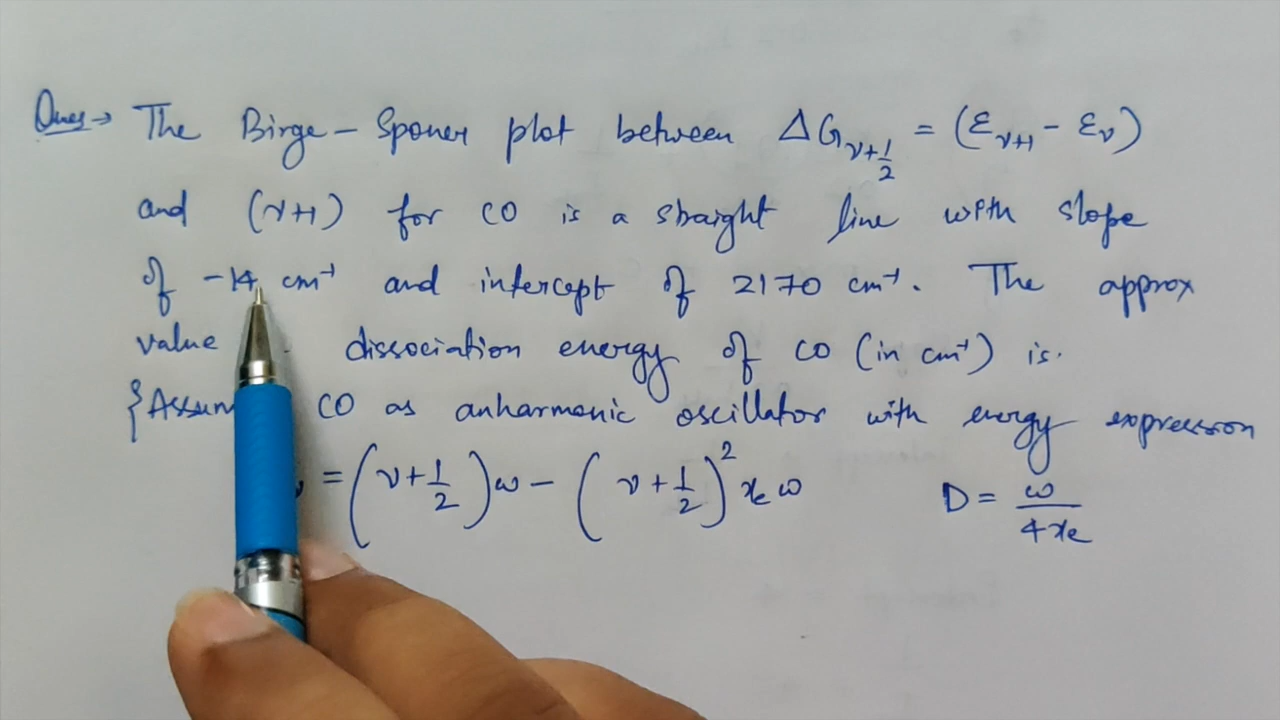 Ques → The Birge-Sponer plot between ΔG_{v+1/2} = (ε_{v+1} - ε_v)
and (v+1) for CO is a straight line with slope
of -14 cm⁻¹ and intercept of 2170 cm⁻¹. The approx
value dissociation energy of CO (in cm⁻¹) is.
{Assum CO as anharmonic oscillator with energy expression
= (v+1/2)ω - (v+1/2)² xₑ ω D = ω/4xₑ